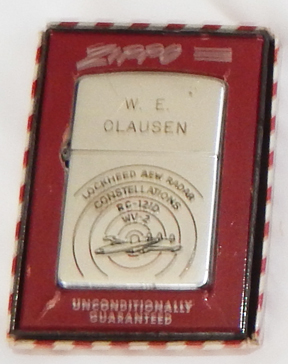 ZIPPO
W. E.
CLAUSEN
LOCKHEED AEW RADAR
CONSTELLATIONS
RC-121D
WV-2
UNCONDITIONALLY
GUARANTEED